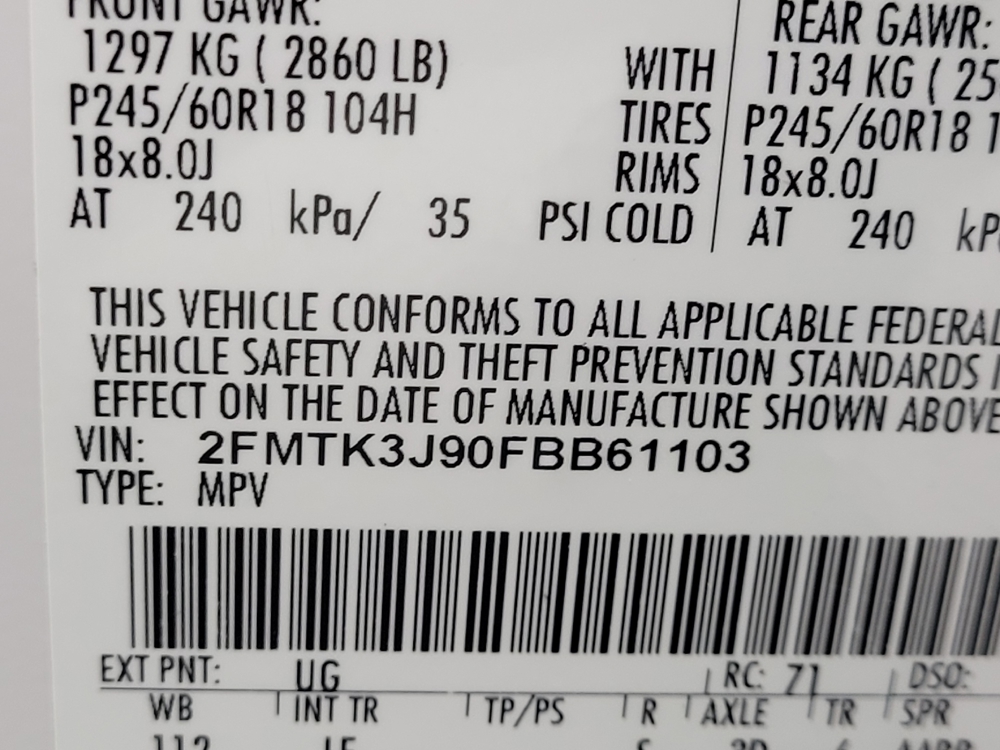 FRONT GAWR: REAR GAWR:
1297 KG ( 2860 LB) WITH 1134 KG ( 25
P245/60R18 104H TIRES P245/60R18 1
18x8.0J RIMS 18x8.0J
AT 240 kPa/ 35 PSI COLD AT 240 kP
THIS VEHICLE CONFORMS TO ALL APPLICABLE FEDERAL
VEHICLE SAFETY AND THEFT PREVENTION STANDARDS
EFFECT ON THE DATE OF MANUFACTURE SHOWN ABOVE
VIN: 2FMTK3J90FBB61103
TYPE: MPV
EXT PNT: UG RC: 71 DSO:
WB INT TR TP/PS R AXLE TR SPR
112